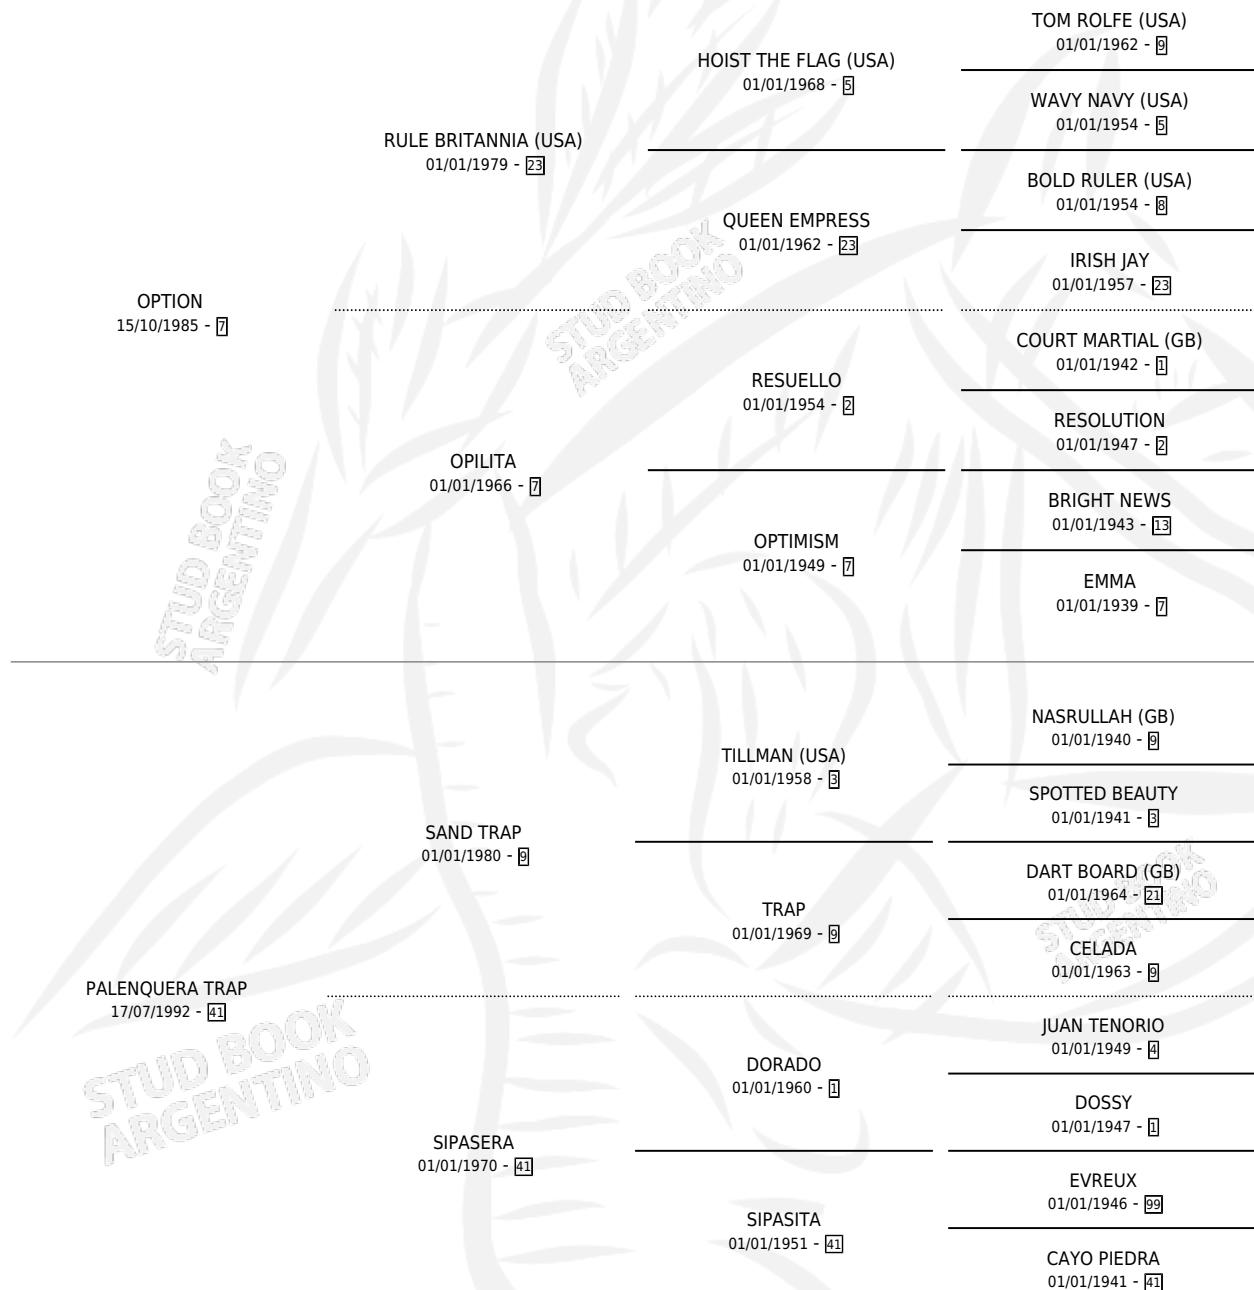 TOM ROLFE (USA)
01/01/1962 - 9
HOIST THE FLAG (USA)
01/01/1968 - 5
WAVY NAVY (USA)
01/01/1954 - 5
RULE BRITANNIA (USA)
01/01/1979 - 23
BOLD RULER (USA)
01/01/1954 - 8
QUEEN EMPRESS
01/01/1962 - 23
IRISH JAY
01/01/1957 - 23
OPTION
15/10/1985 - 7
COURT MARTIAL (GB)
01/01/1942 - 1
RESUELLO
01/01/1954 - 2
RESOLUTION
01/01/1947 - 2
OPILITA
01/01/1966 - 7
BRIGHT NEWS
01/01/1943 - 13
OPTIMISM
01/01/1949 - 7
EMMA
01/01/1939 - 7
NASRULLAH (GB)
01/01/1940 - 9
TILLMAN (USA)
01/01/1958 - 3
SPOTTED BEAUTY
01/01/1941 - 3
SAND TRAP
01/01/1980 - 9
DART BOARD (GB)
01/01/1964 - 21
TRAP
01/01/1969 - 9
CELADA
01/01/1963 - 9
PALENQUERA TRAP
17/07/1992 - 41
JUAN TENORIO
01/01/1949 - 4
DORADO
01/01/1960 - 1
DOSSY
01/01/1947 - 1
SIPASERA
01/01/1970 - 41
EVREUX
01/01/1946 - 99
SIPASITA
01/01/1951 - 41
CAYO PIEDRA
01/01/1941 - 41
STUD BOOK
ARGENTINO
STUD BOOK
ARGENTINO
STUD BOOK
ARGENTINO
STUD BOOK
ARGENTINO